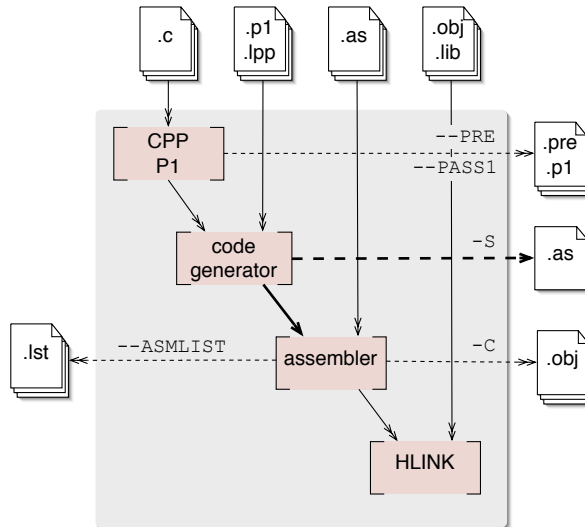 .c
.p1
.lpp
.as
.obj
.lib
CPP
P1
--PRE
--PASS1
.pre
.p1
code
generator
-S
.as
.lst
--ASMLIST
assembler
-C
.obj
HLINK